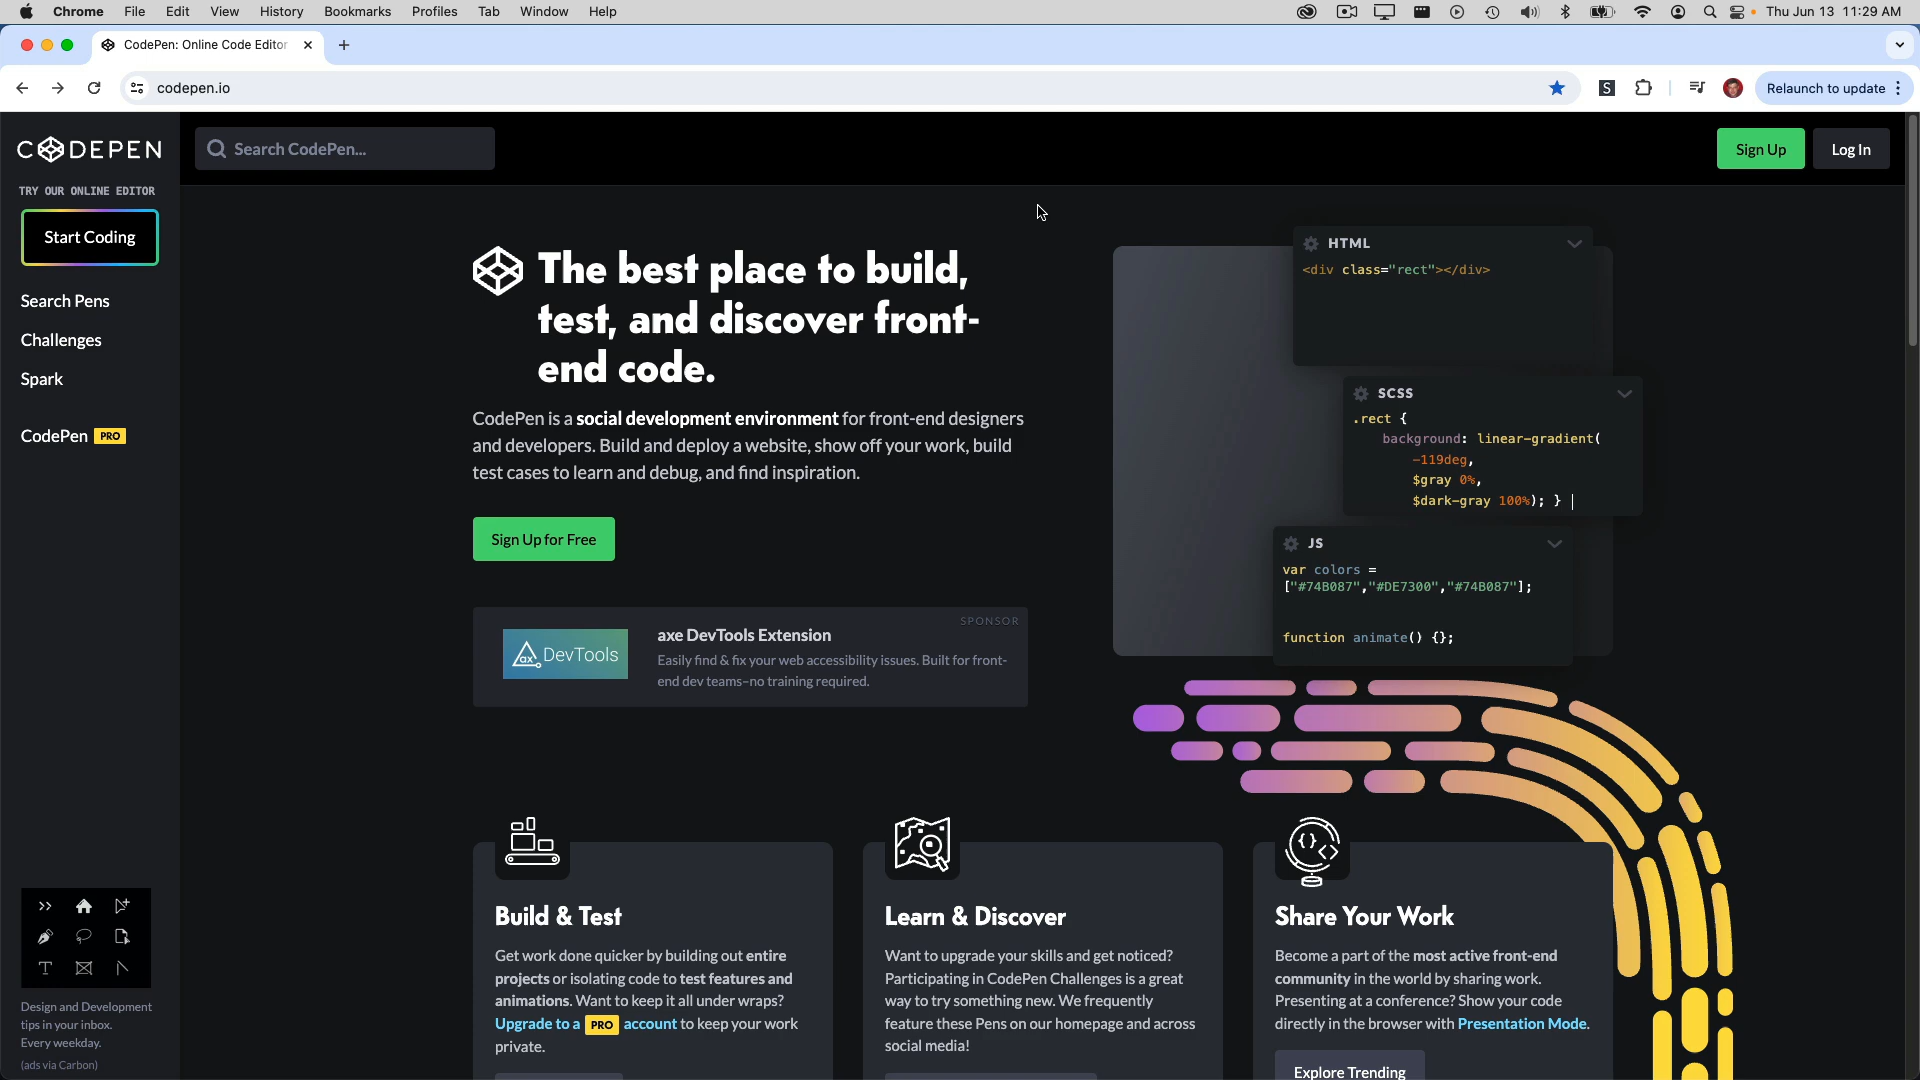 Chrome File Edit View History Bookmarks Profiles Tab Window Help
Thu Jun 13 11:29 AM
CodePen: Online Code Editor
codepen.io
S
Relaunch to update
CODEPEN
Search CodePen...
Sign Up
Log In
TRY OUR ONLINE EDITOR
Start Coding
Search Pens
Challenges
Spark
CodePen PRO
The best place to build,
test, and discover front-
end code.
CodePen is a social development environment for front-end designers
and developers. Build and deploy a website, show off your work, build
test cases to learn and debug, and find inspiration.
Sign Up for Free
SPONSOR
ax DevTools
axe DevTools Extension
Easily find & fix your web accessibility issues. Built for front-
end dev teams–no training required.
HTML
<div class="rect"></div>
SCSS
.rect {
background: linear-gradient(
-119deg,
$gray 0%,
$dark-gray 100%); } |
JS
var colors =
["#74B087","#DE7300","#74B087"];
function animate() {};
Build & Test
Get work done quicker by building out entire
projects or isolating code to test features and
animations. Want to keep it all under wraps?
Upgrade to a PRO account to keep your work
private.
Learn & Discover
Want to upgrade your skills and get noticed?
Participating in CodePen Challenges is a great
way to try something new. We frequently
feature these Pens on our homepage and across
social media!
Share Your Work
Become a part of the most active front-end
community in the world by sharing work.
Presenting at a conference? Show your code
directly in the browser with Presentation Mode.
Explore Trending
Design and Development
tips in your inbox.
Every weekday.
(ads via Carbon)